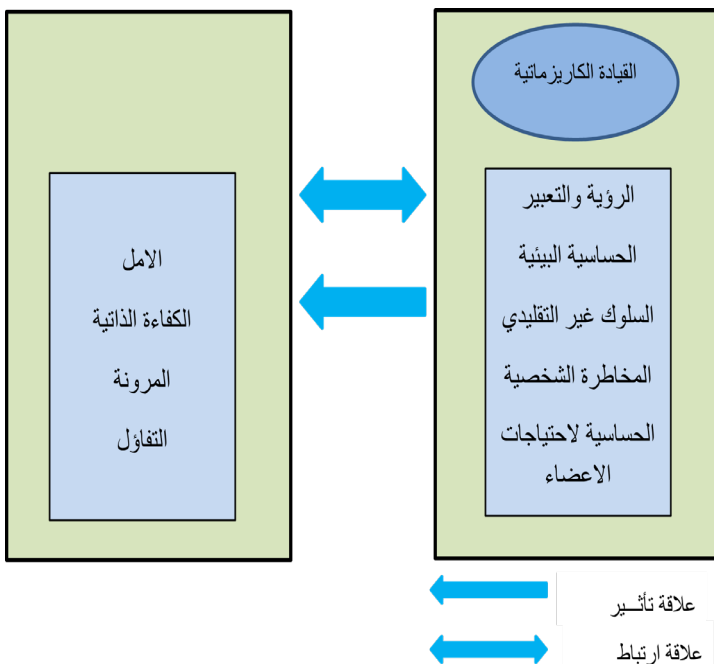 القيادة الكاريزماتية
الرؤية والتعبير
الحساسية البيئية
السلوك غير التقليدي
المخاطرة الشخصية
الحساسية لاحتياجات
الاعضاء
الامل
الكفاءة الذاتية
المرونة
التفاؤل
علاقة تأثـــير
علاقة ارتباط